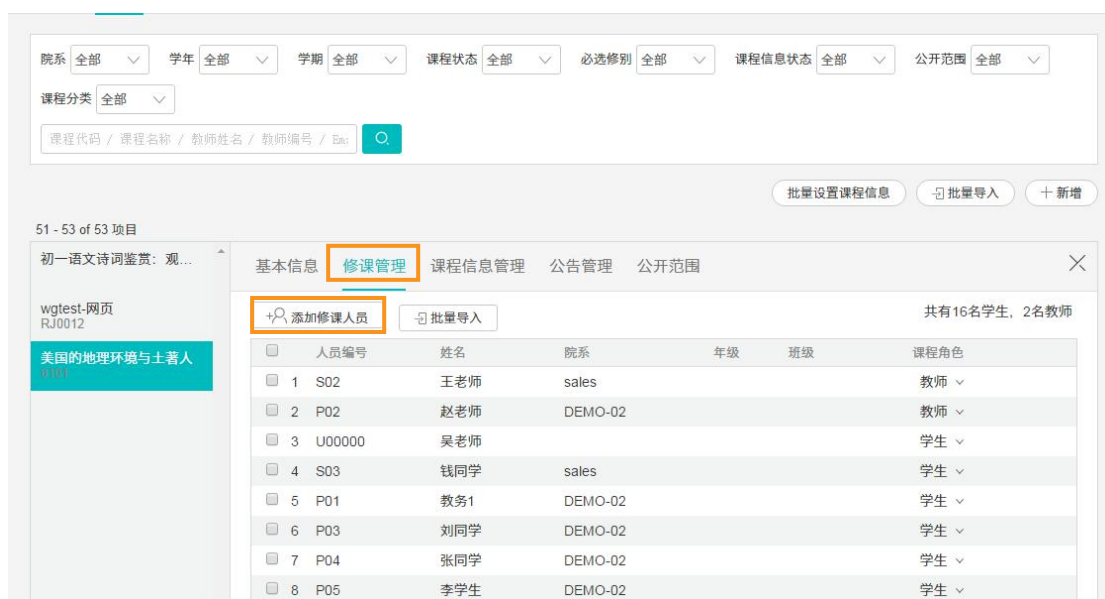 院系 全部 学年 全部 学期 全部 课程状态 全部 必选修别 全部 课程信息状态 全部 公开范围 全部
课程分类 全部
课程代码 / 课程名称 / 教师姓名 / 教师编号 / Ema
批量设置课程信息 批量导入 新增
51 - 53 of 53 项目
初一语文诗词鉴赏：观...
基本信息 修课管理 课程信息管理 公告管理 公开范围
wgtest-网页
RJ0012
添加修课人员 批量导入 共有16名学生，2名教师
美国的地理环境与土著人
0101
人员编号 姓名 院系 年级 班级 课程角色
1 S02 王老师 sales 教师
2 P02 赵老师 DEMO-02 教师
3 U00000 吴老师 学生
4 S03 钱同学 sales 学生
5 P01 教务1 DEMO-02 学生
6 P03 刘同学 DEMO-02 学生
7 P04 张同学 DEMO-02 学生
8 P05 李学生 DEMO-02 学生